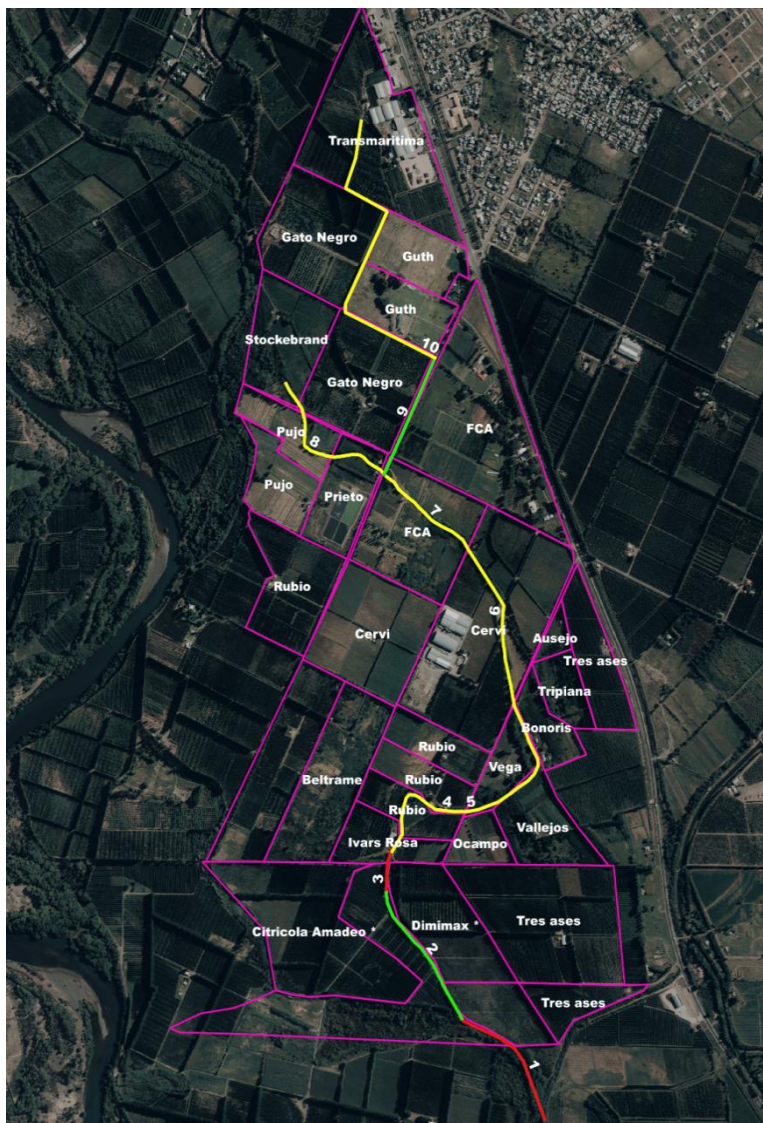 Transmaritima
Gato Negro
Guth
Guth
Stockebrand
10
Gato Negro
9
FCA
Pujo
8
Pujo
Prieto
7
FCA
Rubio
6
Cervi
Cervi
Ausejo
Tres ases
Tripiana
Bonoris
Rubio
Vega
Beltrame
Rubio
Rubio
4
5
Vallejos
Ivars Rosa
Ocampo
3
Citricola Amadeo *
Dimimax *
Tres ases
2
Tres ases
1